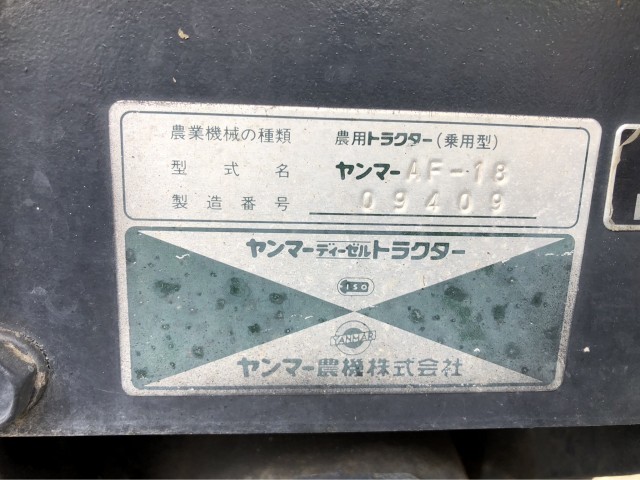 農業機械の種類 農用トラクター(乗用型)
型式名 ヤンマー AF-18
製造番号 09409
ヤンマーディーゼルトラクター
ISO
YANMAR
ヤンマー農機株式会社